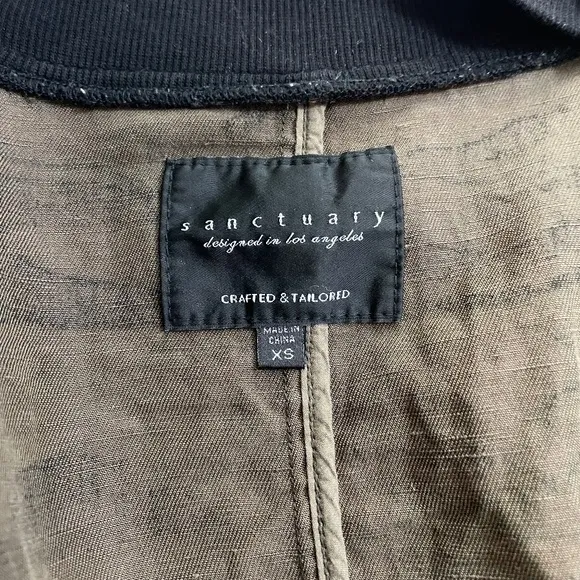 sanctuary
designed in los angeles
CRAFTED & TAILORED
MADE IN
CHINA
XS